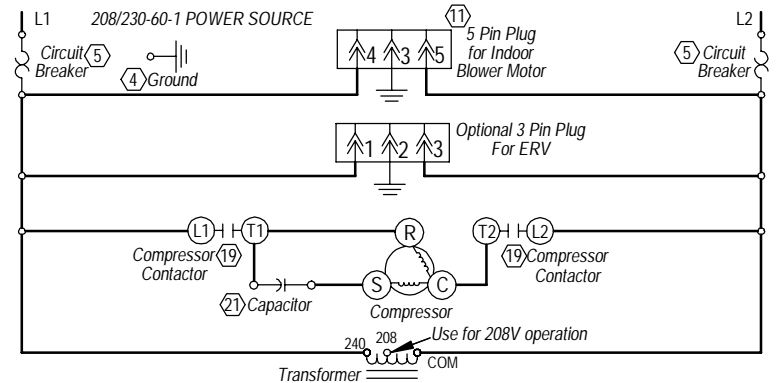 L1
208/230-60-1 POWER SOURCE
11
L2
5 Pin Plug
for Indoor
Blower Motor
4 3 5
Circuit
Breaker
5
4
Ground
5
Circuit
Breaker
Optional 3 Pin Plug
For ERV
1 2 3
L1
T1
R
T2
L2
Compressor
Contactor
19
19
Compressor
Contactor
21
Capacitor
S
C
Compressor
240
208
Use for 208V operation
COM
Transformer